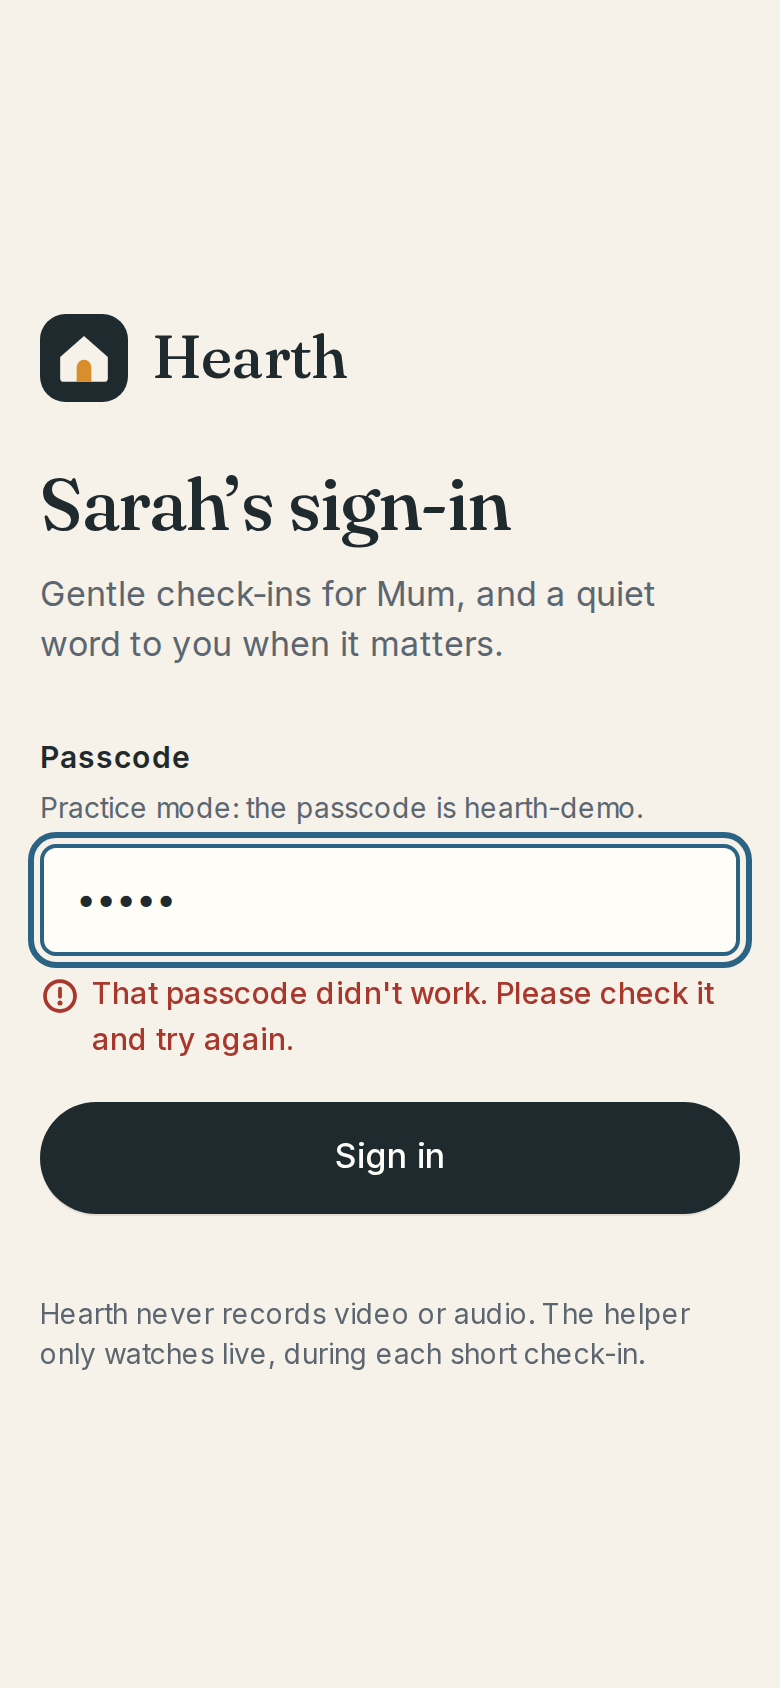 Hearth
Sarah’s sign-in
Gentle check-ins for Mum, and a quiet
word to you when it matters.
Passcode
Practice mode: the passcode is hearth-demo.
•••••
That passcode didn't work. Please check it
and try again.
Sign in
Hearth never records video or audio. The helper
only watches live, during each short check-in.